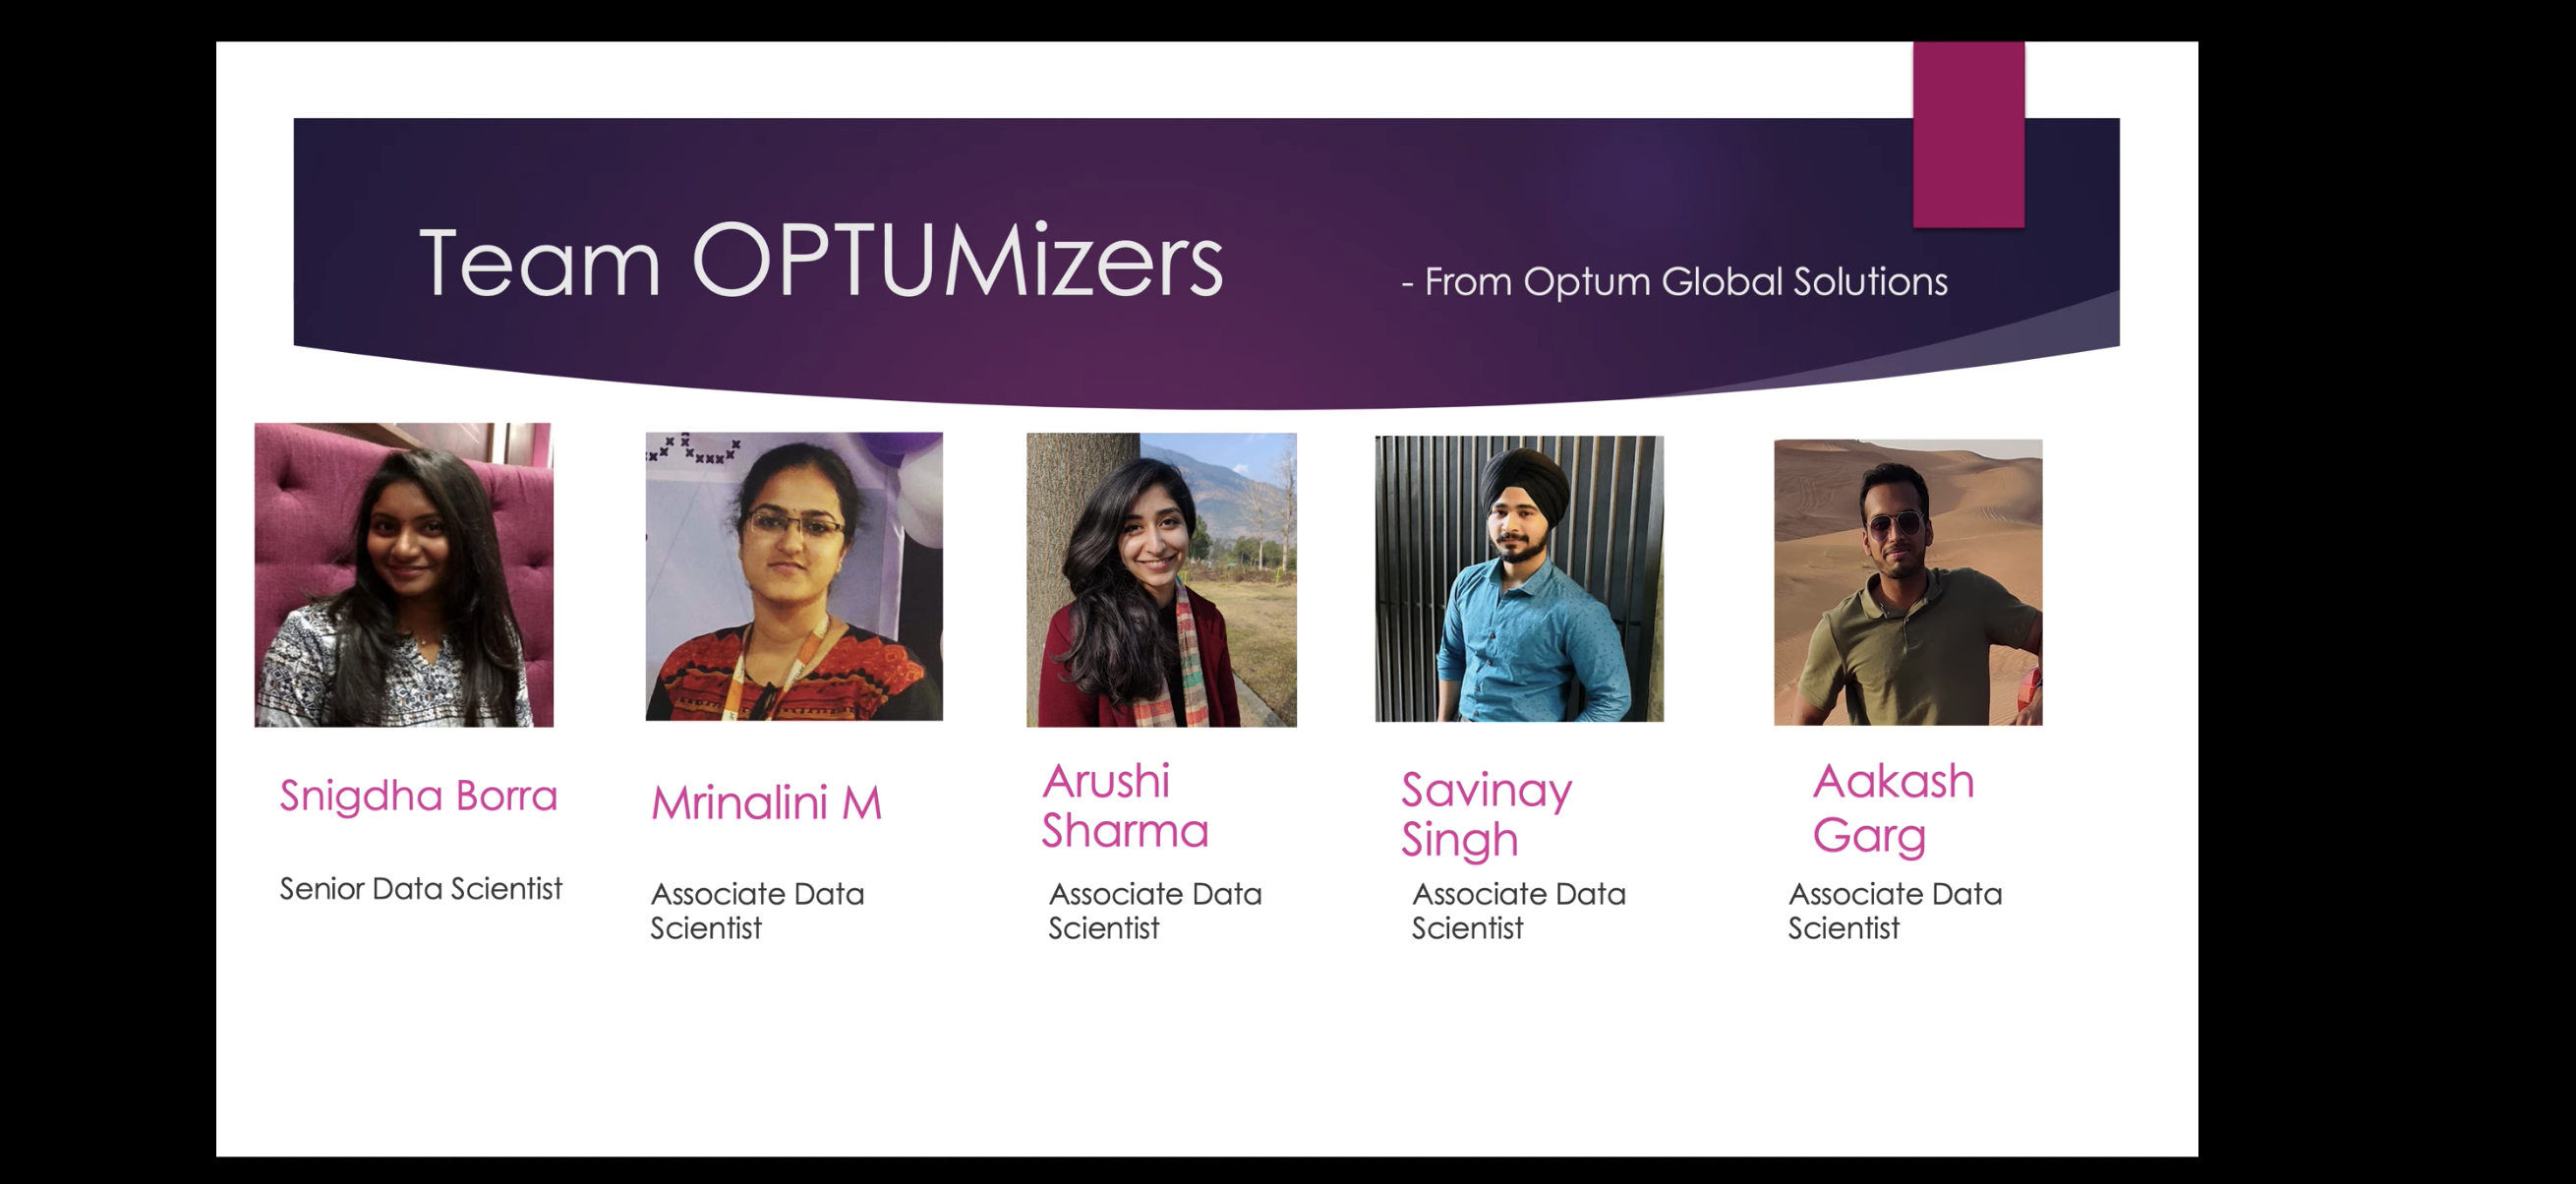 Team OPTUMizers
- From Optum Global Solutions
Snigdha Borra
Senior Data Scientist
Mrinalini M
Associate Data
Scientist
Arushi
Sharma
Associate Data
Scientist
Savinay
Singh
Associate Data
Scientist
Aakash
Garg
Associate Data
Scientist